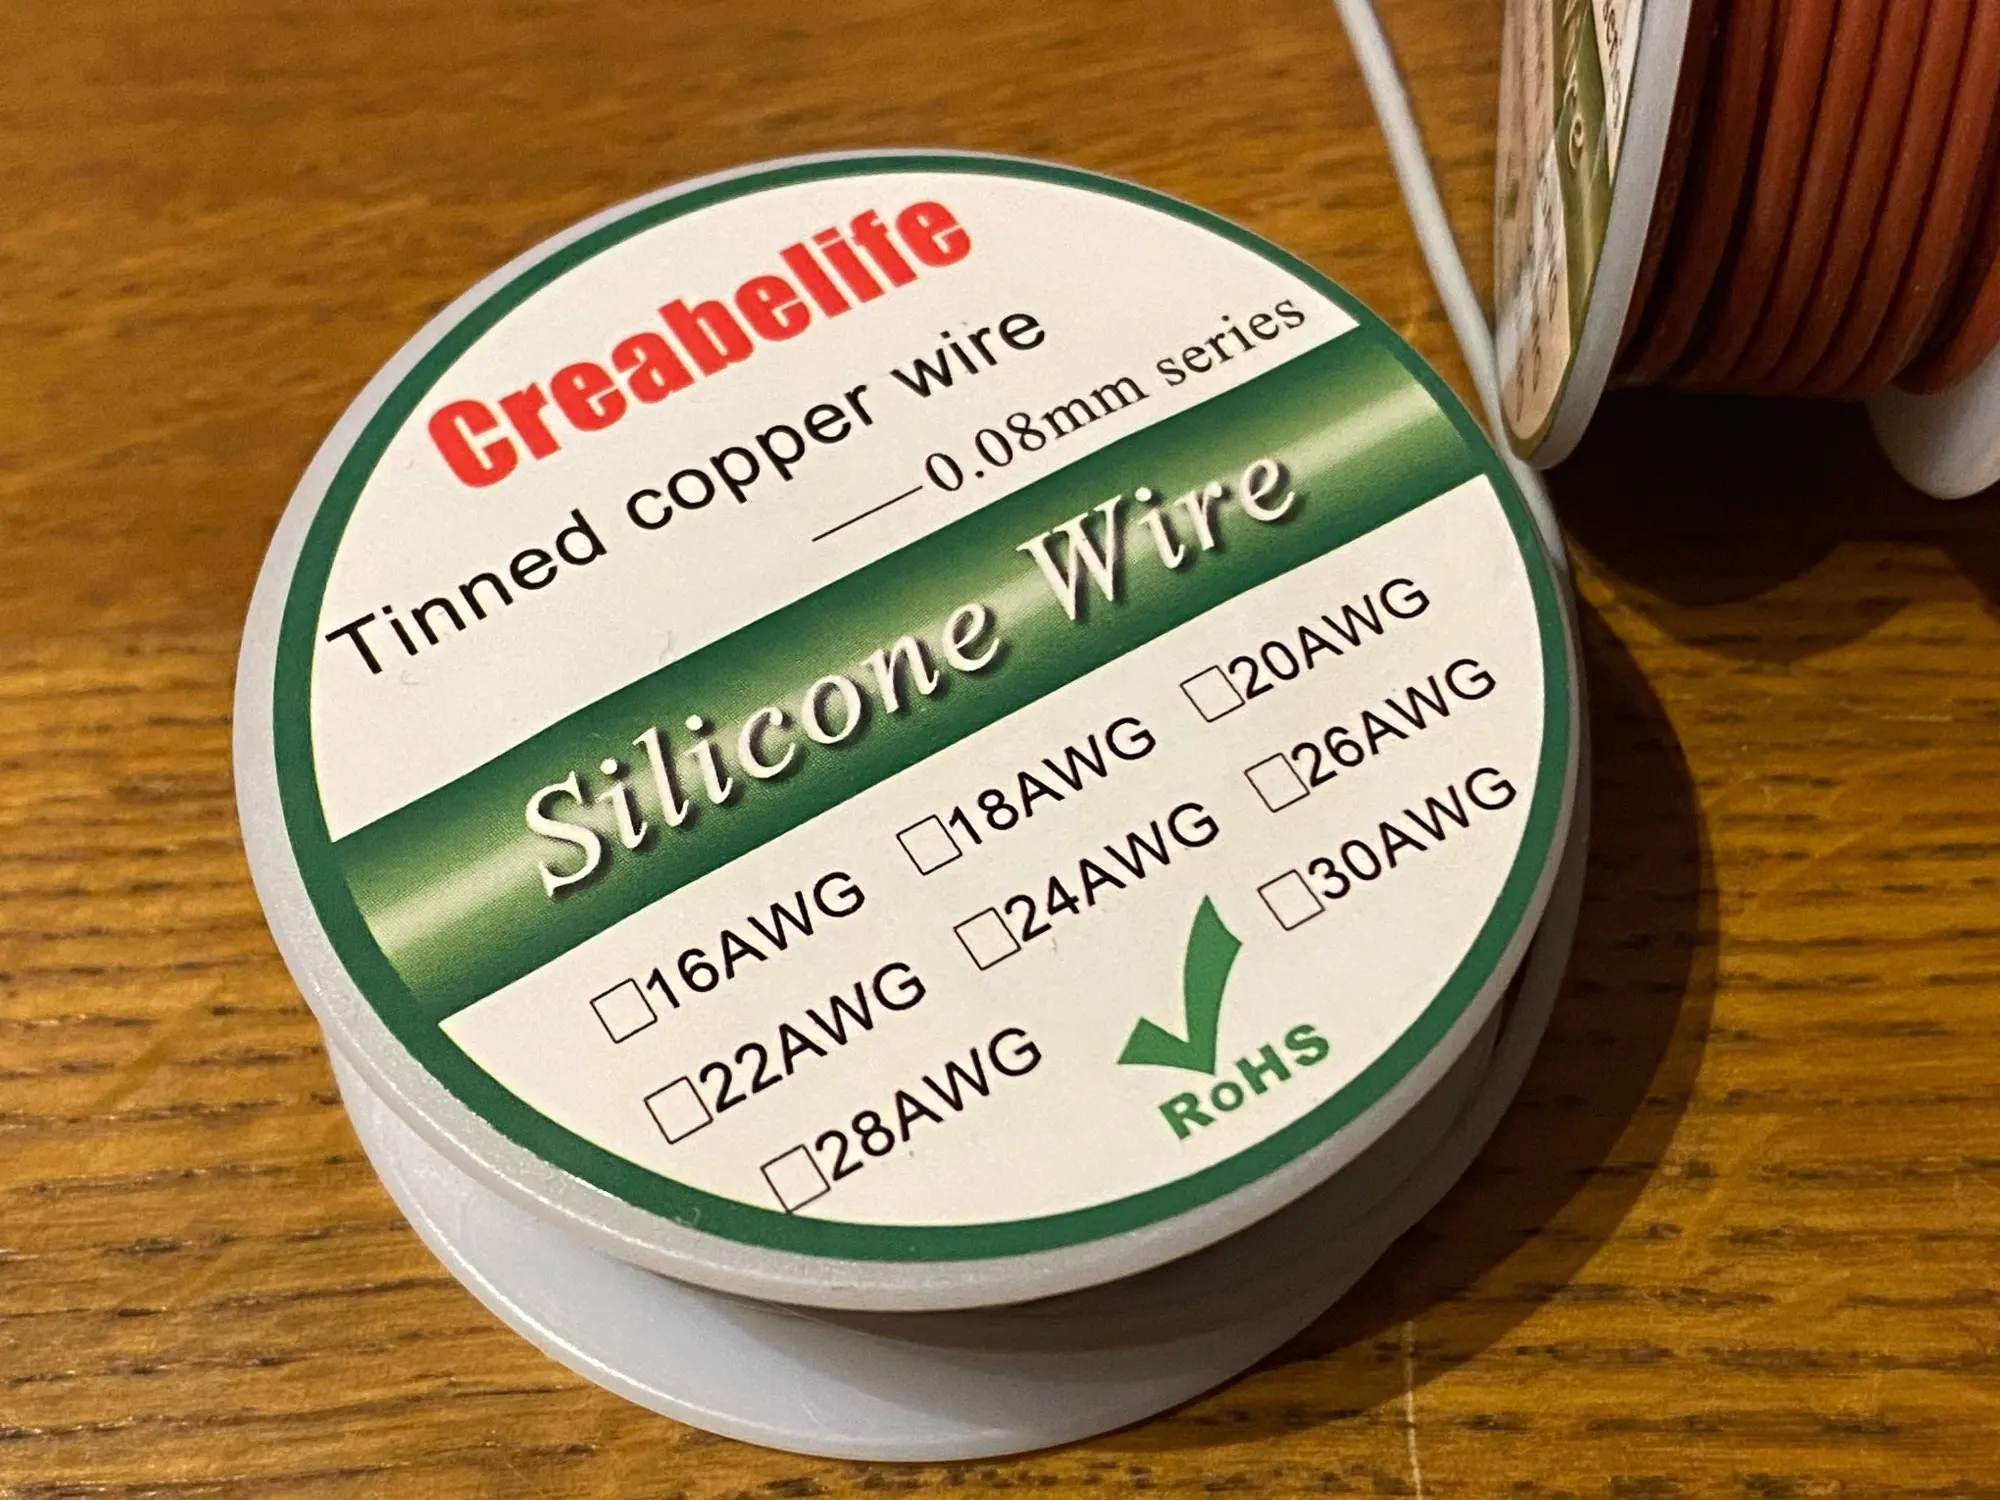 Creabelife
Tinned copper wire
——0.08mm series
Silicone Wire
□16AWG □18AWG □20AWG
□22AWG □24AWG □26AWG
□28AWG □30AWG
RoHS